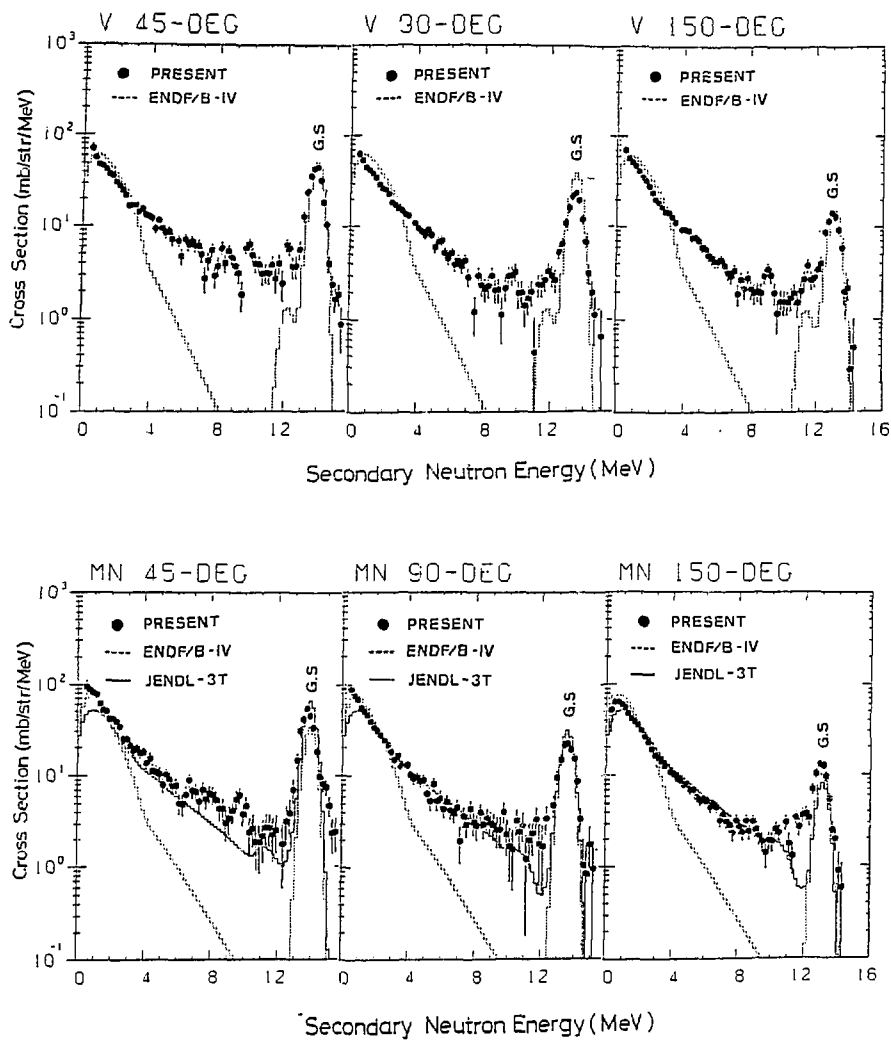 V 45-DEG
V 90-DEG
V 150-DEG
10³
10²
10¹
10⁰
10⁻¹
Cross Section (mb/str/MeV)
PRESENT
ENDF/B-IV
G.S
PRESENT
ENDF/B-IV
G.S
PRESENT
ENDF/B-IV
G.S
0 4 8 12 0 4 8 12 0 4 8 12 16
Secondary Neutron Energy (MeV)
MN 45-DEG
MN 90-DEG
MN 150-DEG
10³
10²
10¹
10⁰
10⁻¹
Cross Section (mb/str/MeV)
PRESENT
ENDF/B-IV
JENDL-3T
G.S
PRESENT
ENDF/B-IV
JENDL-3T
G.S
PRESENT
ENDF/B-IV
JENDL-3T
G.S
0 4 8 12 0 4 8 12 0 4 8 12 16
Secondary Neutron Energy (MeV)